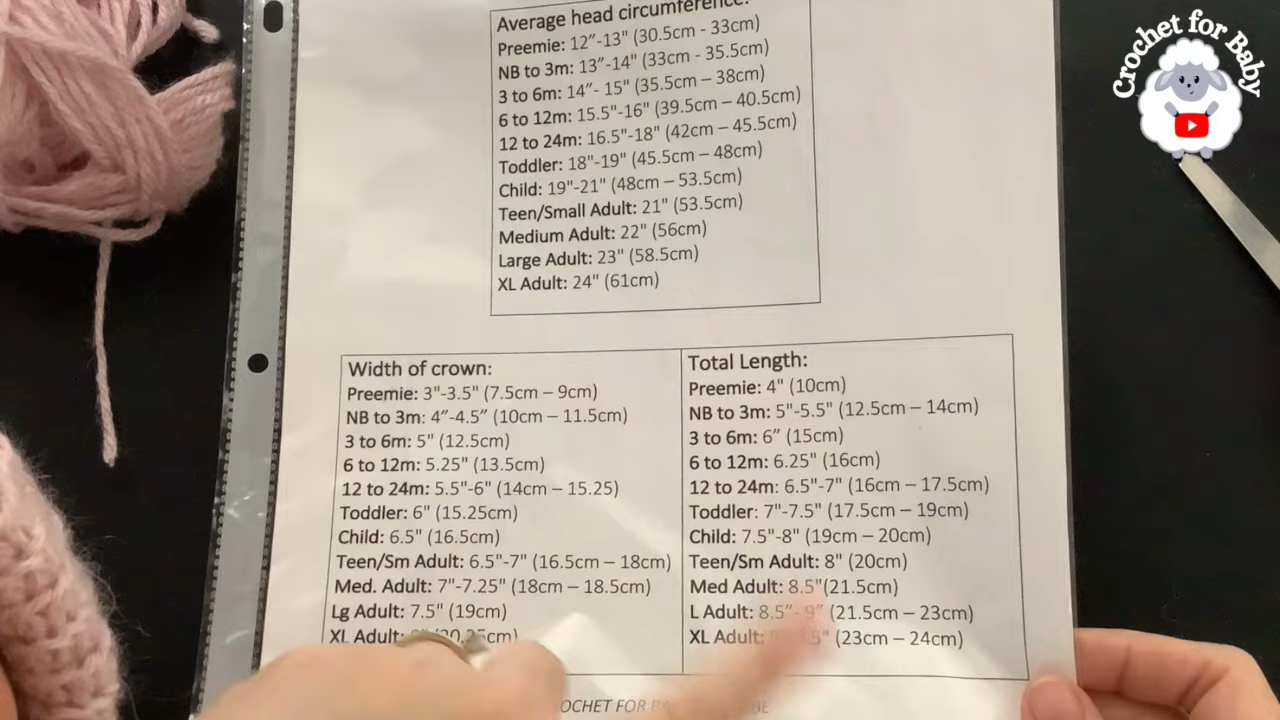 Average head circumference:
Preemie: 12”-13" (30.5cm - 33cm)
NB to 3m: 13”-14" (33cm - 35.5cm)
3 to 6m: 14”- 15" (35.5cm – 38cm)
6 to 12m: 15.5"-16" (39.5cm – 40.5cm)
12 to 24m: 16.5"-18" (42cm – 45.5cm)
Toddler: 18"-19" (45.5cm – 48cm)
Child: 19"-21" (48cm – 53.5cm)
Teen/Small Adult: 21" (53.5cm)
Medium Adult: 22" (56cm)
Large Adult: 23" (58.5cm)
XL Adult: 24" (61cm)
Width of crown:
Preemie: 3"-3.5" (7.5cm – 9cm)
NB to 3m: 4”-4.5” (10cm – 11.5cm)
3 to 6m: 5" (12.5cm)
6 to 12m: 5.25" (13.5cm)
12 to 24m: 5.5"-6" (14cm – 15.25)
Toddler: 6" (15.25cm)
Child: 6.5" (16.5cm)
Teen/Sm Adult: 6.5"-7" (16.5cm – 18cm)
Med. Adult: 7"-7.25" (18cm – 18.5cm)
Lg Adult: 7.5" (19cm)
XL Adult:
Total Length:
Preemie: 4" (10cm)
NB to 3m: 5"-5.5" (12.5cm – 14cm)
3 to 6m: 6” (15cm)
6 to 12m: 6.25" (16cm)
12 to 24m: 6.5"-7" (16cm – 17.5cm)
Toddler: 7"-7.5" (17.5cm – 19cm)
Child: 7.5"-8" (19cm – 20cm)
Teen/Sm Adult: 8" (20cm)
Med Adult: 8.5"(21.5cm)
L Adult: 8.5”- 9” (21.5cm – 23cm)
XL Adult: (23cm – 24cm)
FOR
Crochet for Baby